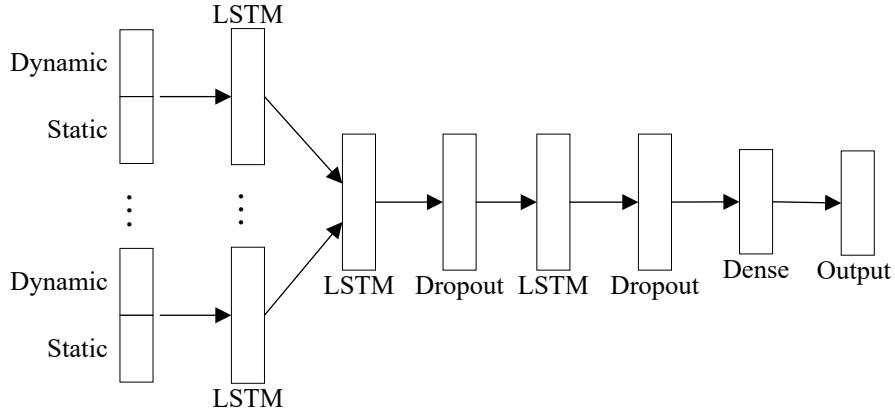 LSTM
Dynamic
Static
Dynamic
Static
LSTM
LSTM
Dropout
LSTM
Dropout
Dense
Output